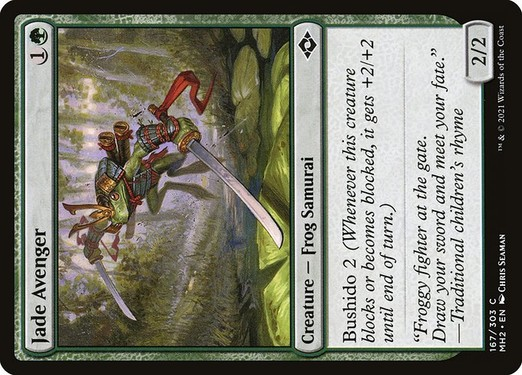 Jade Avenger
1
Creature — Frog Samurai
Bushido 2 (Whenever this creature
blocks or becomes blocked, it gets +2/+2
until end of turn.)
“Froggy fighter at the gate.
Draw your sword and meet your fate.”
—Traditional children’s rhyme
2/2
167/303 C
MH2 • EN CHRIS SEAMAN
™ & © 2021 Wizards of the Coast